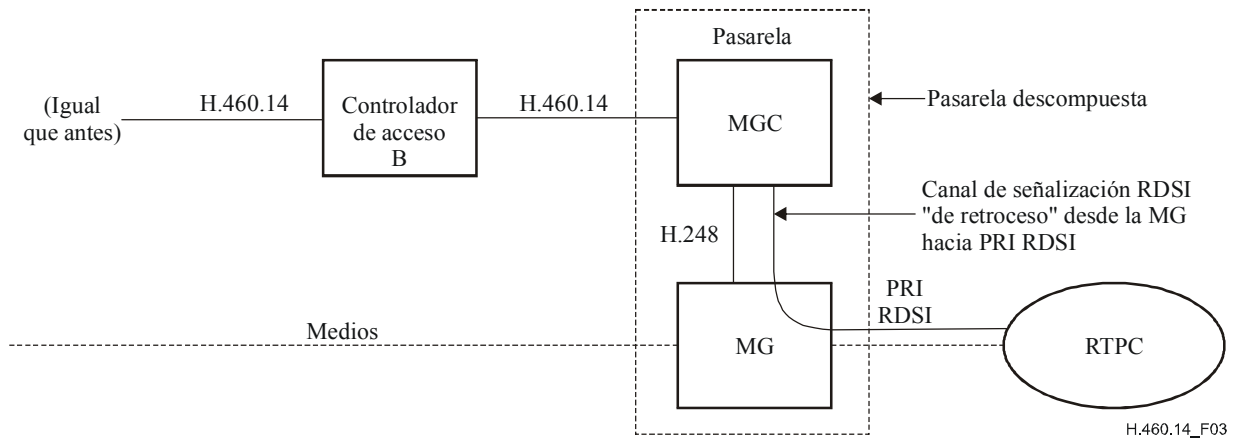 Pasarela
(Igual
que antes)
H.460.14
Controlador
de acceso
B
H.460.14
MGC
Pasarela descompuesta
Canal de señalización RDSI
"de retroceso" desde la MG
hacia PRI RDSI
H.248
PRI
RDSI
Medios
MG
RTPC
H.460.14_F03